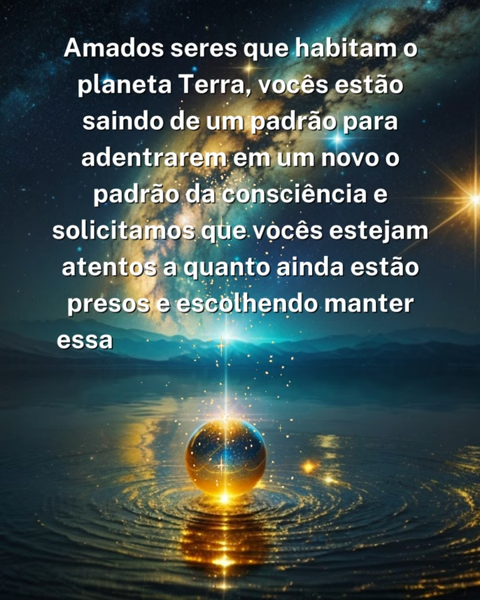 Amados seres que habitam o
planeta Terra, vocês estão
saindo de um padrão para
adentrarem em um novo o
padrão da consciência e
solicitamos que vocês estejam
atentos a quanto ainda estão
presos e escolhendo manter
essa